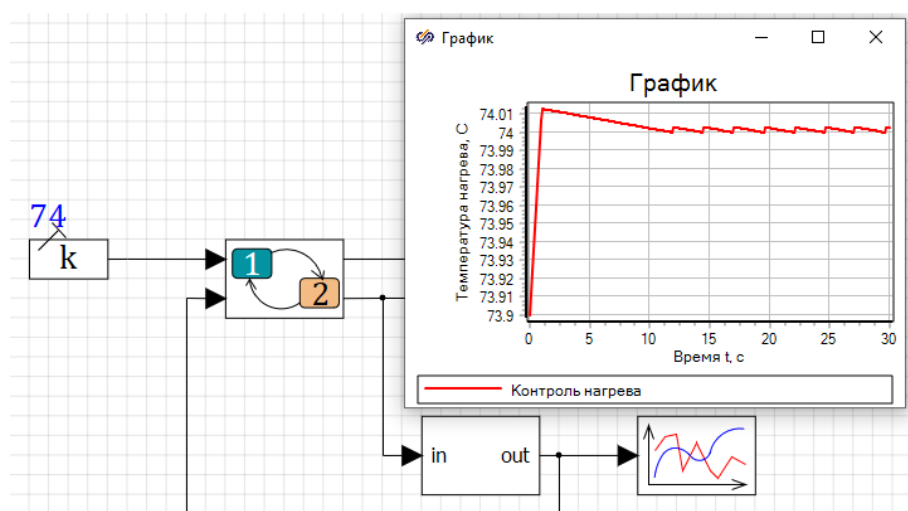 График
График
74.01
74
73.99
73.98
73.97
73.96
73.95
73.94
73.93
73.92
73.91
73.9
Температура нагрева, С
0 5 10 15 20 25 30
Время t, с
Контроль нагрева
74
k
1
2
in out